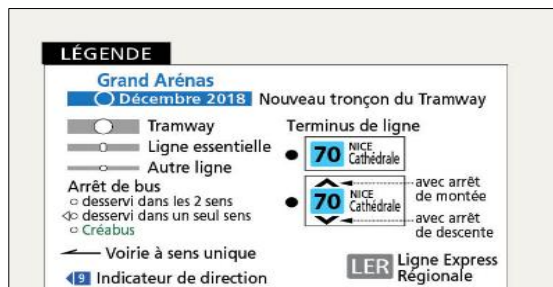 LÉGENDE
Grand Arénas
Décembre 2018 Nouveau tronçon du Tramway
Tramway
Ligne essentielle
Autre ligne
Arrêt de bus
desservi dans les 2 sens
desservi dans un seul sens
Créabus
Voirie à sens unique
9 Indicateur de direction
Terminus de ligne
70 NICE
Cathédrale
70 NICE
Cathédrale
avec arrêt
de montée
avec arrêt
de descente
LER Ligne Express
Régionale